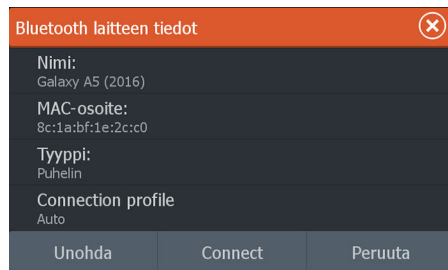 Bluetooth laitteen tiedot
Nimi:
Galaxy A5 (2016)
MAC-osoite:
8c:1a:bf:1e:2c:c0
Tyyppi:
Puhelin
Connection profile
Auto
Unohda Connect Peruuta